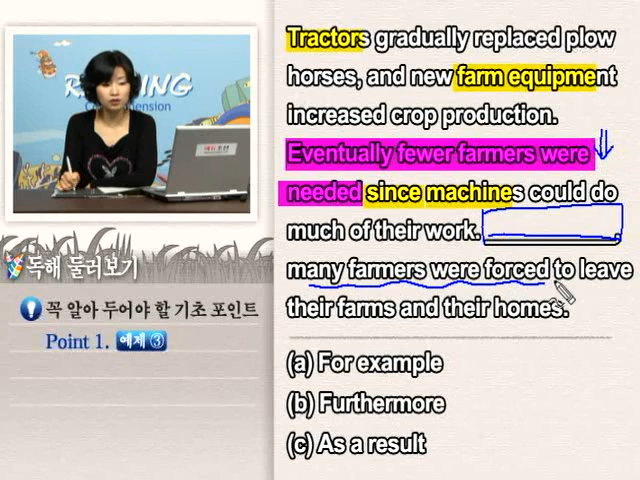 READING
Comprehension
독해 둘러보기
꼭 알아 두어야 할 기초 포인트
Point 1. 예제 ③
Tractors gradually replaced plow
horses, and new farm equipment
increased crop production.
Eventually fewer farmers were
needed since machines could do
much of their work. ____________,
many farmers were forced to leave
their farms and their homes.
(a) For example
(b) Furthermore
(c) As a result